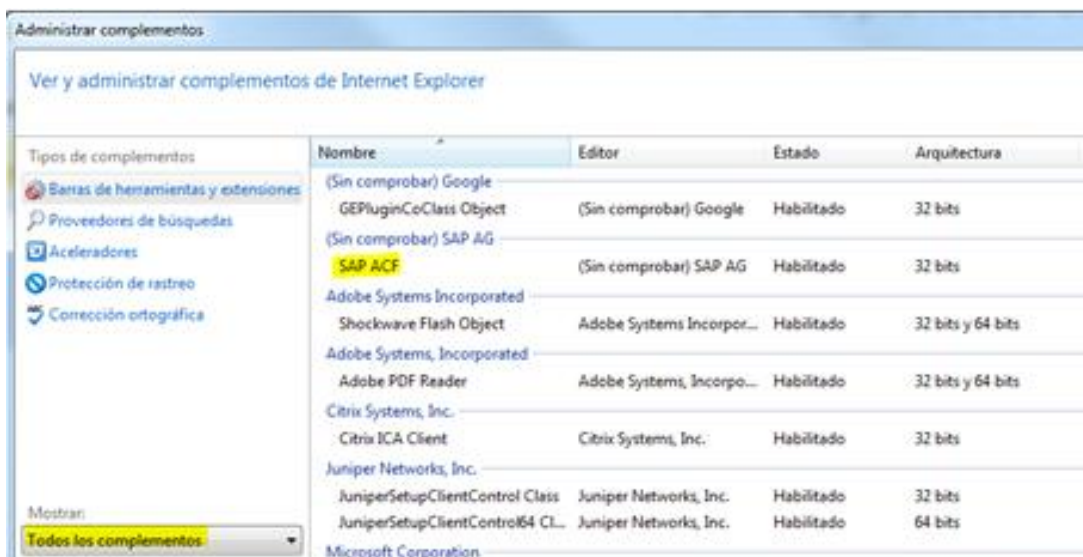 Administrar complementos
Ver y administrar complementos de Internet Explorer
Tipos de complementos
Barras de herramientas y extensiones
Proveedores de búsquedas
Aceleradores
Protección de rastreo
Corrección ortográfica
Mostrar:
Todos los complementos
Nombre Editor Estado Arquitectura
(Sin comprobar) Google
GEPluginCoClass Object (Sin comprobar) Google Habilitado 32 bits
(Sin comprobar) SAP AG
SAP ACF (Sin comprobar) SAP AG Habilitado 32 bits
Adobe Systems Incorporated
Shockwave Flash Object Adobe Systems Incorpor... Habilitado 32 bits y 64 bits
Adobe Systems, Incorporated
Adobe PDF Reader Adobe Systems, Incorpo... Habilitado 32 bits y 64 bits
Citrix Systems, Inc.
Citrix ICA Client Citrix Systems, Inc. Habilitado 32 bits
Juniper Networks, Inc.
JuniperSetupClientControl Class Juniper Networks, Inc. Habilitado 32 bits
JuniperSetupClientControl64 Cl... Juniper Networks, Inc. Habilitado 64 bits
Microsoft Corporation